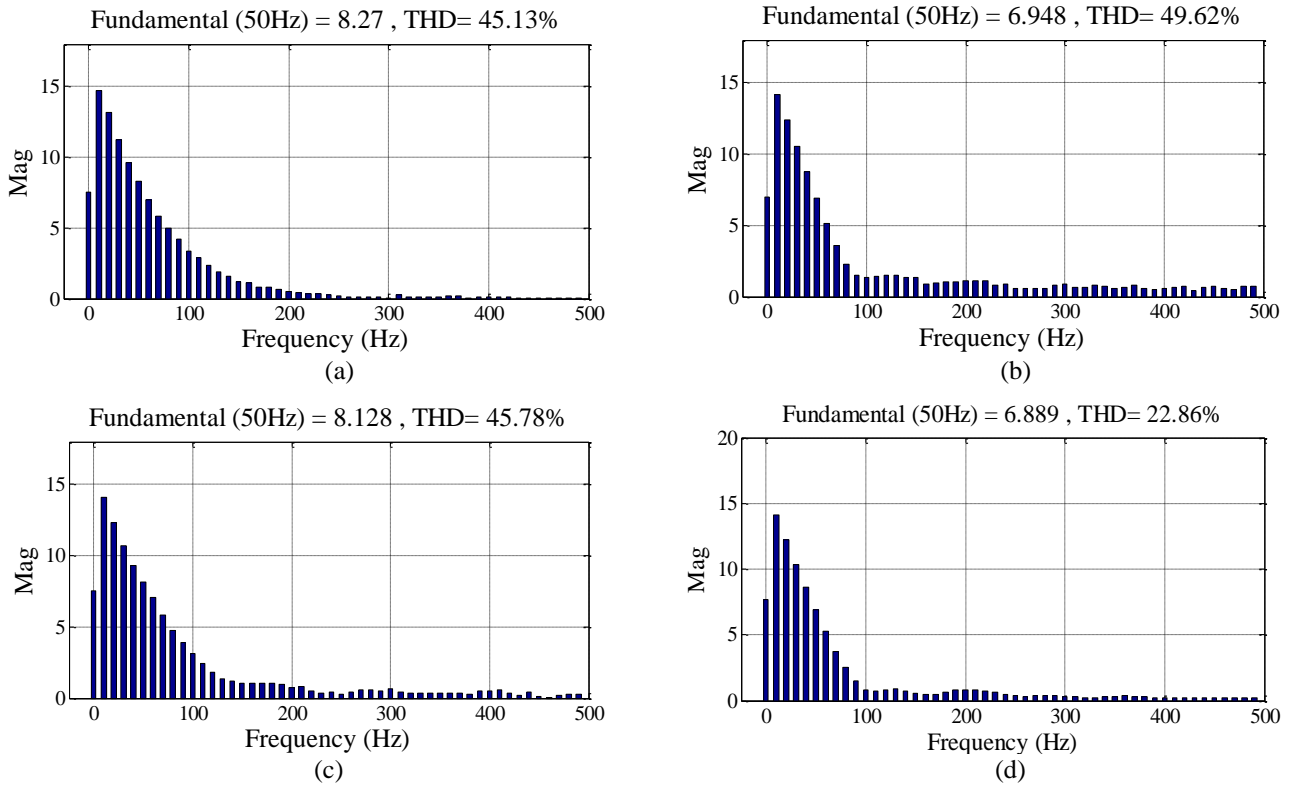 Fundamental (50Hz) = 8.27 , THD= 45.13%
15
10
5
0
Mag
0 100 200 300 400 500
Frequency (Hz)
(a)
Fundamental (50Hz) = 6.948 , THD= 49.62%
15
10
5
0
Mag
0 100 200 300 400 500
Frequency (Hz)
(b)
Fundamental (50Hz) = 8.128 , THD= 45.78%
15
10
5
0
Mag
0 100 200 300 400 500
Frequency (Hz)
(c)
Fundamental (50Hz) = 6.889 , THD= 22.86%
20
15
10
5
0
Mag
0 100 200 300 400 500
Frequency (Hz)
(d)